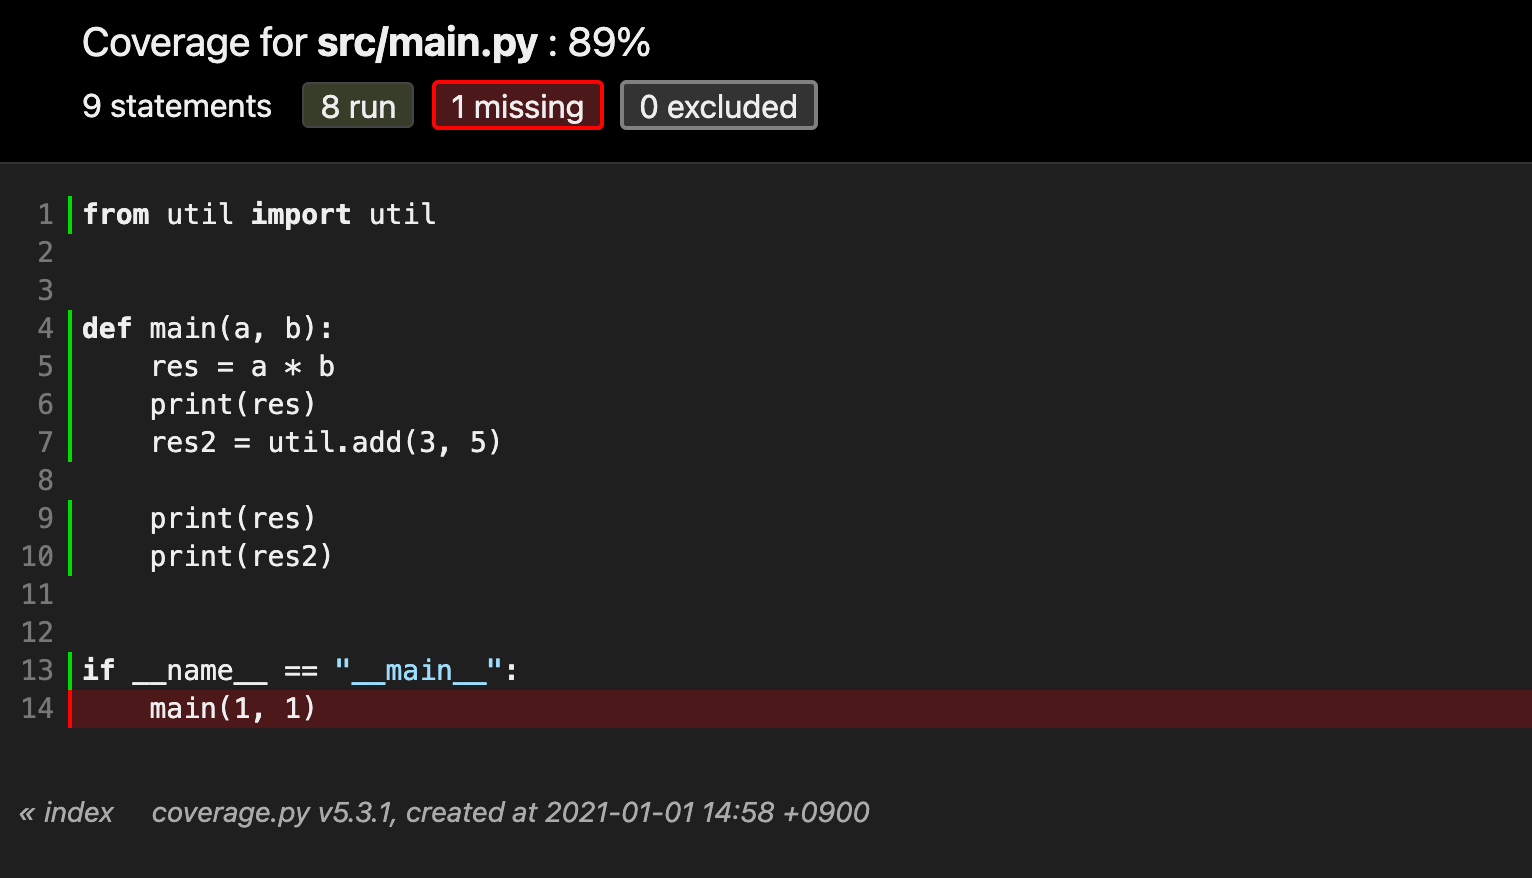 Coverage for src/main.py : 89%
9 statements 8 run 1 missing 0 excluded
1 from util import util
2
3
4 def main(a, b):
5     res = a * b
6     print(res)
7     res2 = util.add(3, 5)
8
9     print(res)
10     print(res2)
11
12
13 if __name__ == "__main__":
14     main(1, 1)
« index coverage.py v5.3.1, created at 2021-01-01 14:58 +0900